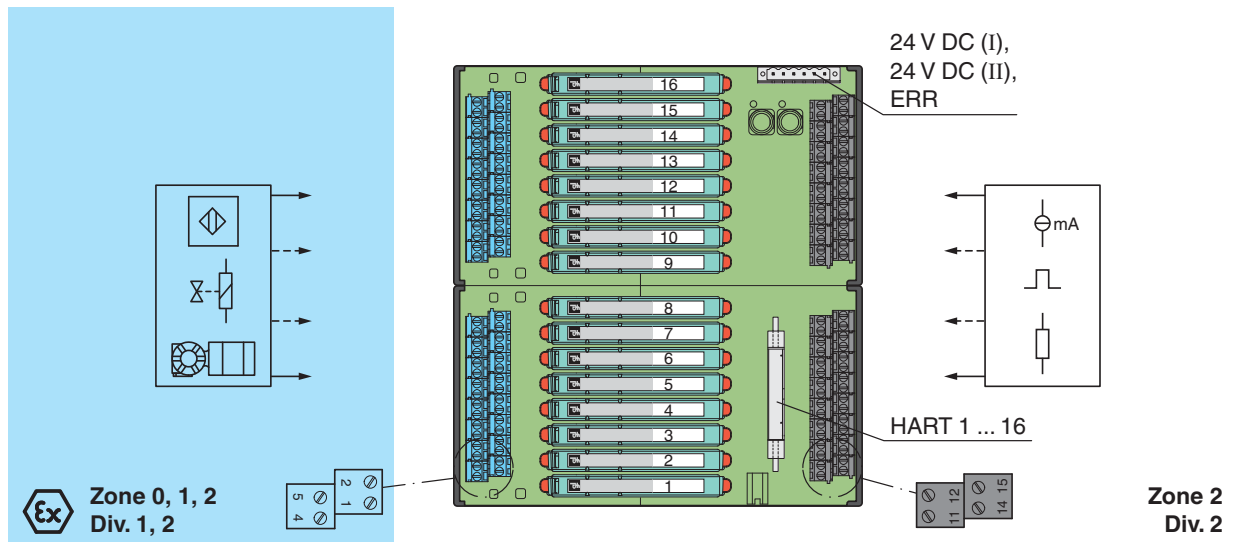 24 V DC (I),
24 V DC (II),
ERR
16
15
14
13
12
11
10
9
8
7
6
5
4
3
2
1
mA
HART 1 ... 16
Ex
Zone 0, 1, 2
Div. 1, 2
5
4
2
1
11
12
14
15
Zone 2
Div. 2